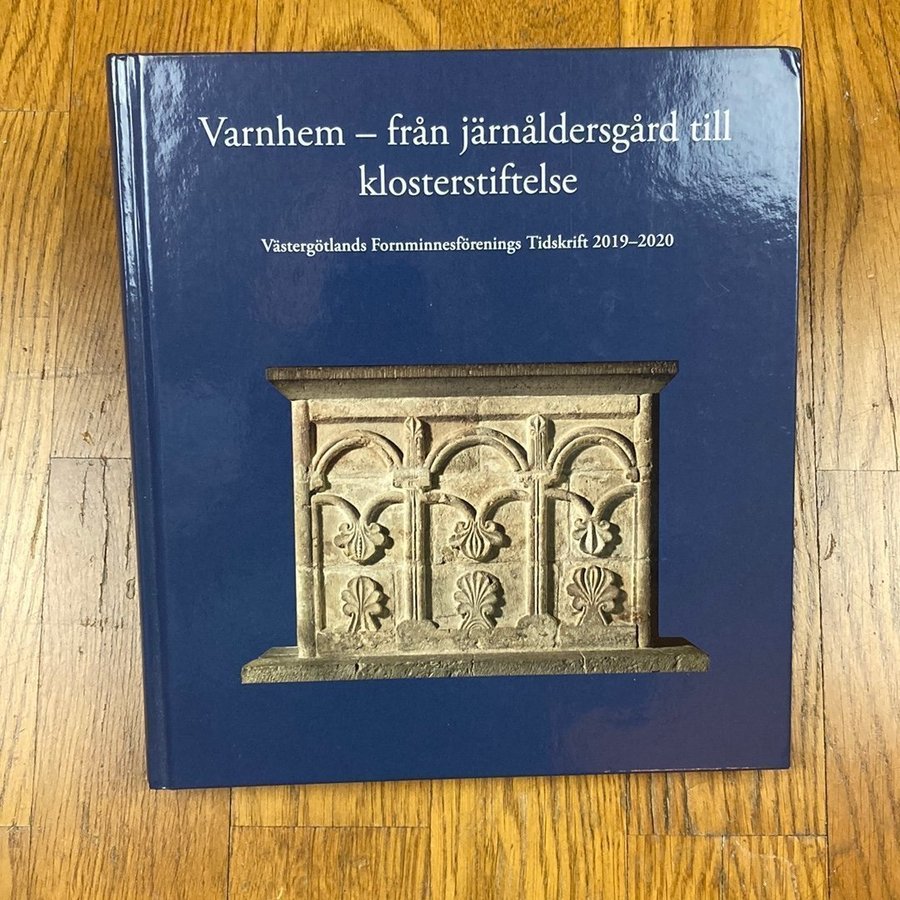 Varnhem – från järnåldersgård till
klosterstiftelse
Västergötlands Fornminnesförenings Tidskrift 2019–2020